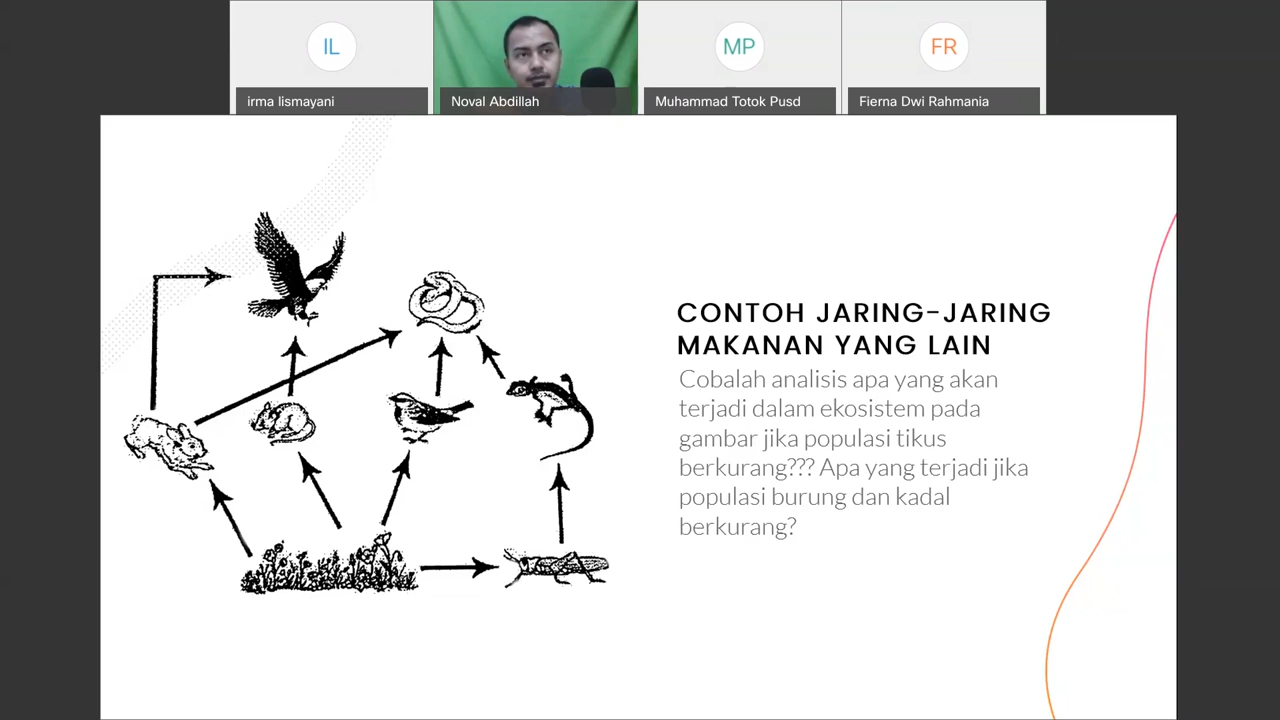 IL
MP
FR
irma lismayani
Noval Abdillah
Muhammad Totok Pusd
Fierna Dwi Rahmania
CONTOH JARING-JARING
MAKANAN YANG LAIN
Cobalah analisis apa yang akan
terjadi dalam ekosistem pada
gambar jika populasi tikus
berkurang??? Apa yang terjadi jika
populasi burung dan kadal
berkurang?